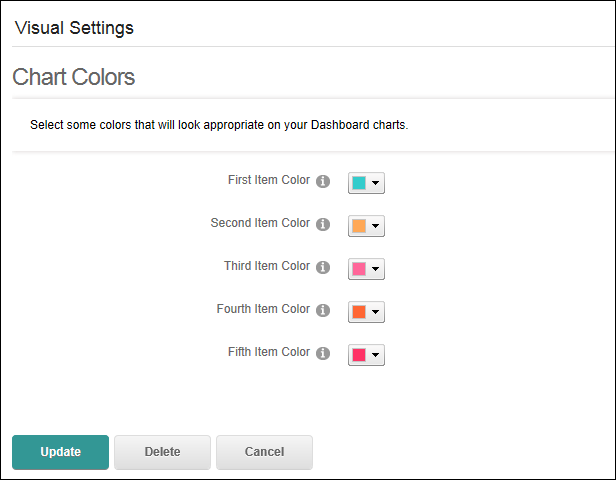 Visual Settings
Chart Colors
Select some colors that will look appropriate on your Dashboard charts.
First Item Color
Second Item Color
Third Item Color
Fourth Item Color
Fifth Item Color
Update Delete Cancel